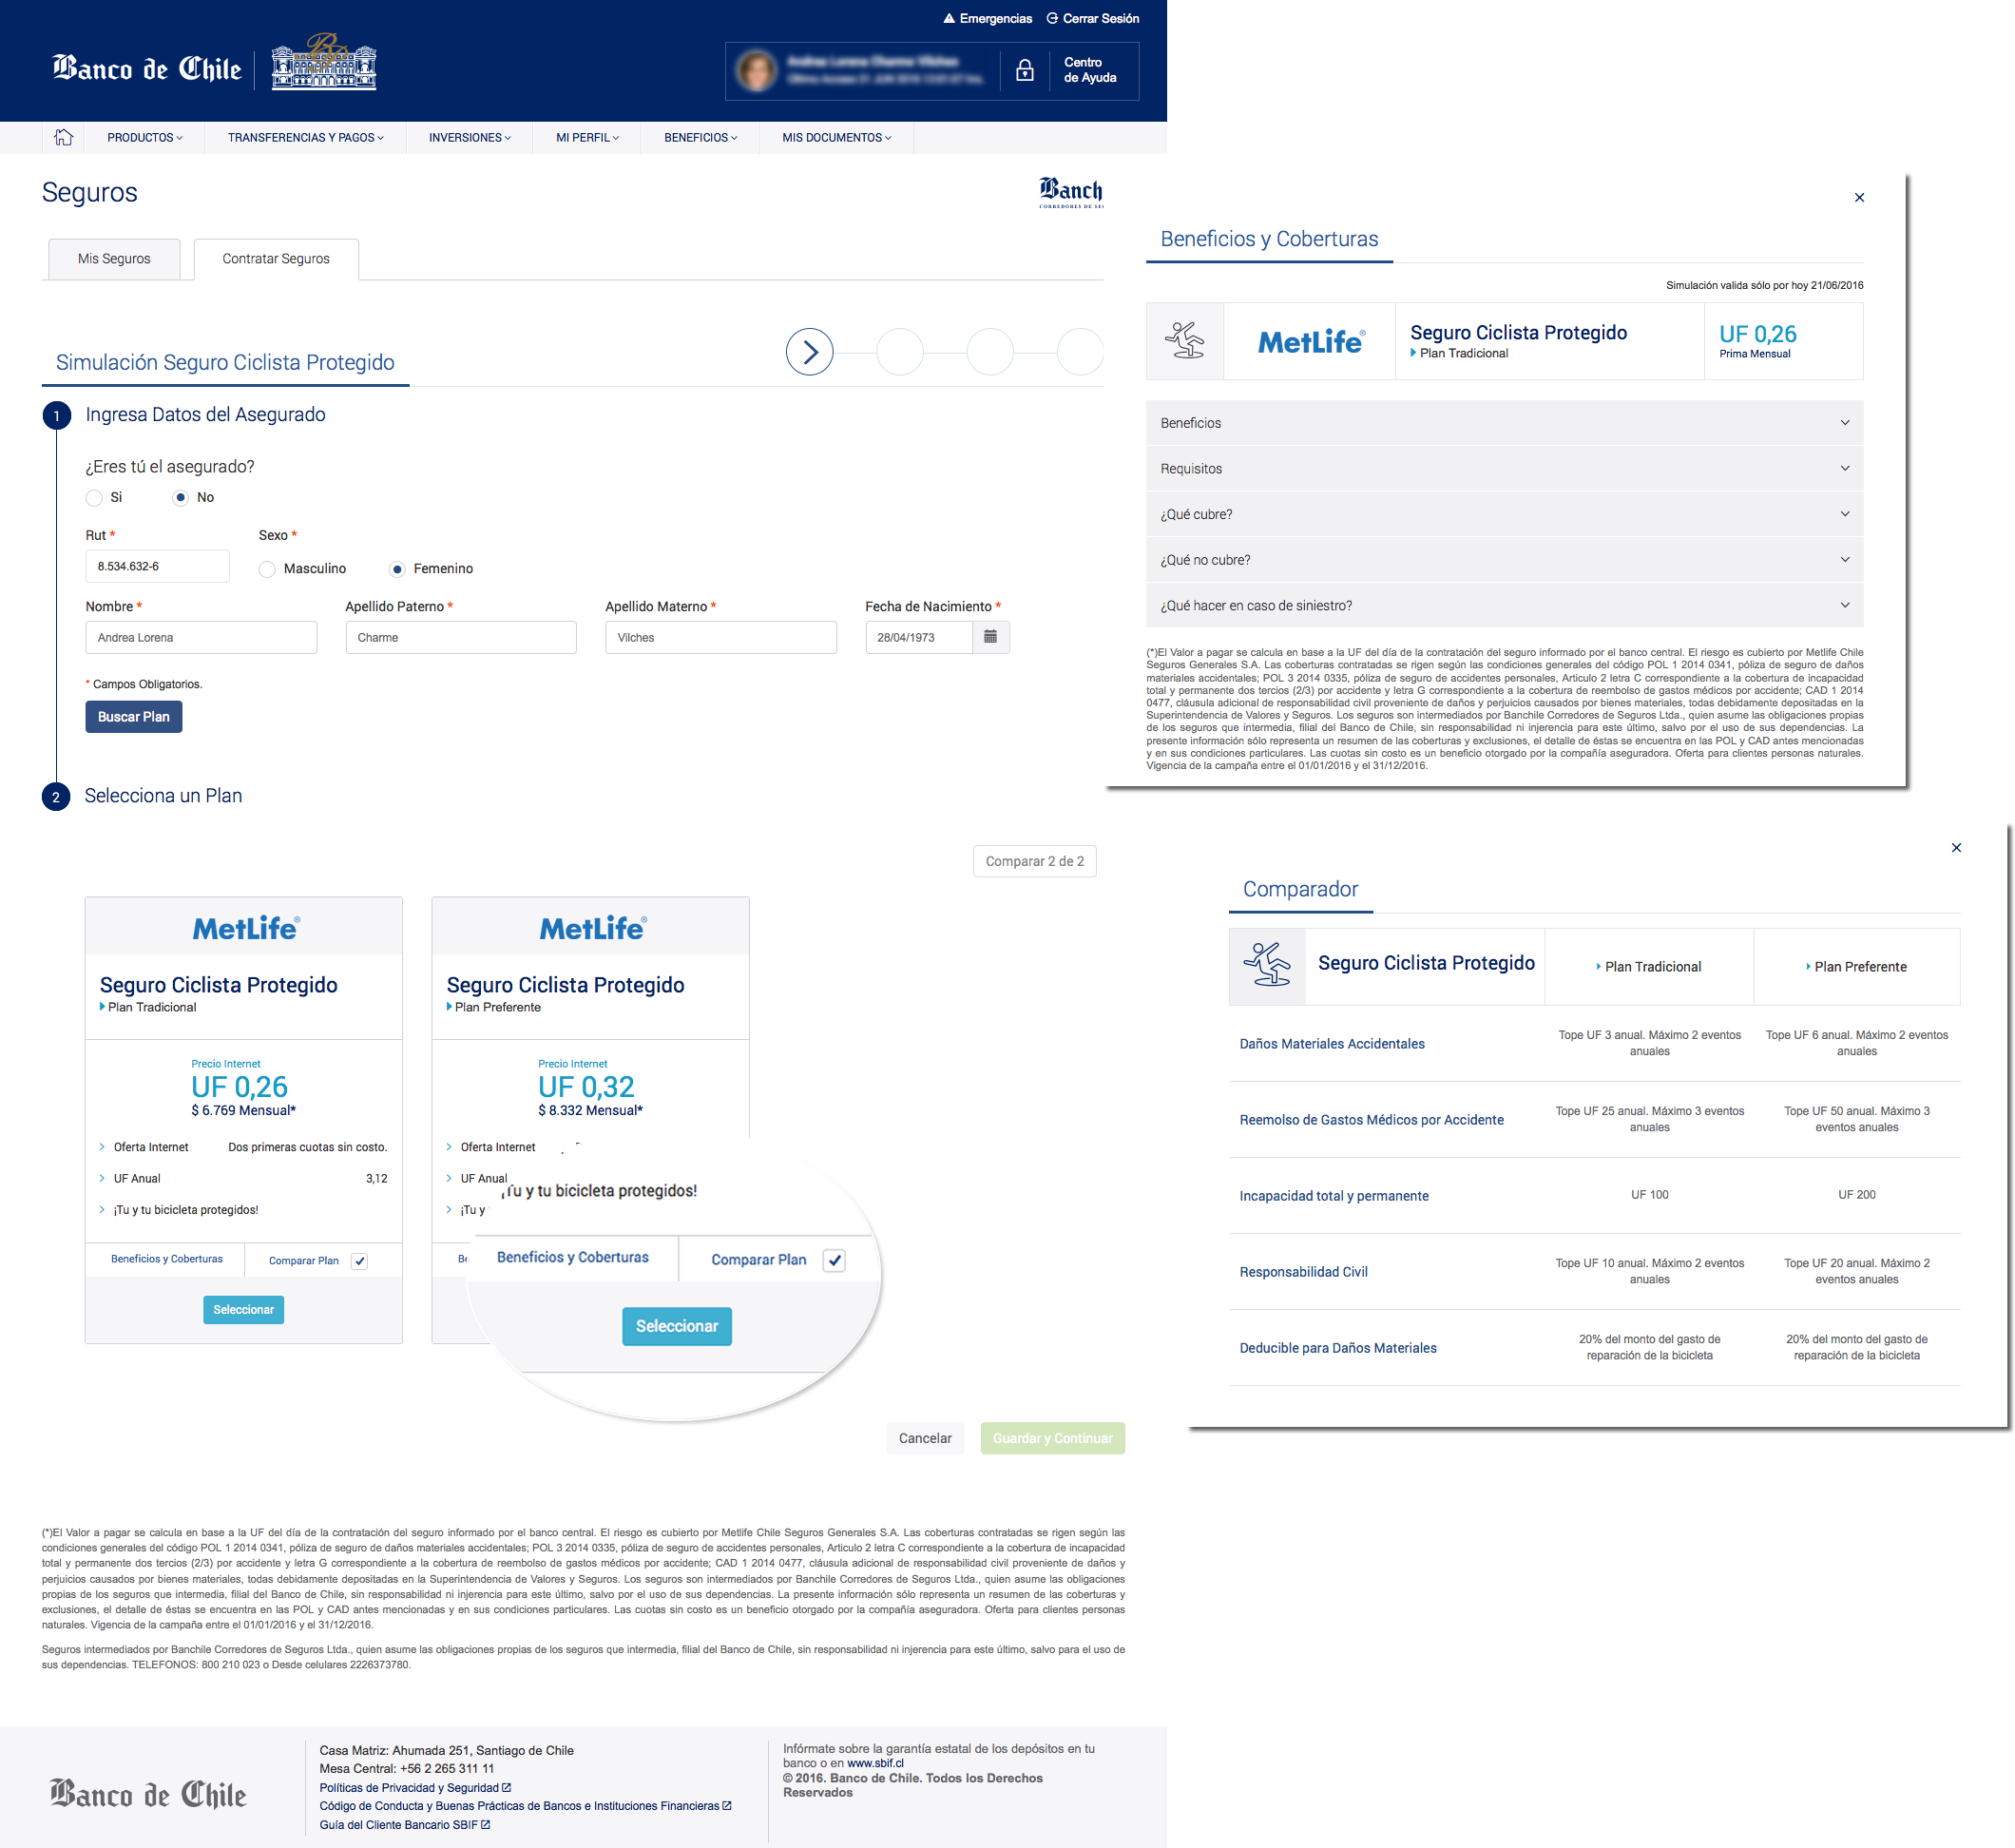 Emergencias Cerrar Sesión
Banco de Chile
Centro
de Ayuda
PRODUCTOS TRANSFERENCIAS Y PAGOS INVERSIONES MI PERFIL BENEFICIOS MIS DOCUMENTOS
Seguros
Banch
Mis Seguros Contratar Seguros
Simulación Seguro Ciclista Protegido
1 Ingresa Datos del Asegurado
¿Eres tú el asegurado?
Si No
Rut * Sexo *
8.534.632-6 Masculino Femenino
Nombre * Apellido Paterno * Apellido Materno * Fecha de Nacimiento *
Andrea Lorena Charme Vilches 28/04/1973
* Campos Obligatorios.
Buscar Plan
2 Selecciona un Plan
Comparar 2 de 2
MetLife®
Seguro Ciclista Protegido
Plan Tradicional
Precio Internet
UF 0,26
$ 6.769 Mensual*
Oferta Internet Dos primeras cuotas sin costo.
UF Anual 3,12
¡Tu y tu bicicleta protegidos!
Beneficios y Coberturas Comparar Plan
Seleccionar
MetLife®
Seguro Ciclista Protegido
Plan Preferente
Precio Internet
UF 0,32
$ 8.332 Mensual*
Oferta Internet
UF Anual
¡Tu y
¡Tu y tu bicicleta protegidos!
Beneficios y Coberturas Comparar Plan
Seleccionar
Cancelar Guardar y Continuar
(*)El Valor a pagar se calcula en base a la UF del día de la contratación del seguro informado por el banco central. El riesgo es cubierto por Metlife Chile Seguros Generales S.A. Las coberturas contratadas se rigen según las
condiciones generales del código POL 1 2014 0341, póliza de seguro de daños materiales accidentales; POL 3 2014 0335, póliza de seguro de accidentes personales, Articulo 2 letra C correspondiente a la cobertura de incapacidad
total y permanente dos tercios (2/3) por accidente y letra G correspondiente a la cobertura de reembolso de gastos médicos por accidente; CAD 1 2014 0477, cláusula adicional de responsabilidad civil proveniente de daños y
perjuicios causados por bienes materiales, todas debidamente depositadas en la Superintendencia de Valores y Seguros. Los seguros son intermediados por Banchile Corredores de Seguros Ltda., quien asume las obligaciones
propias de los seguros que intermedia, filial del Banco de Chile, sin responsabilidad ni injerencia para este último, salvo por el uso de sus dependencias. La presente información sólo representa un resumen de las coberturas y
exclusiones, el detalle de éstas se encuentra en las POL y CAD antes mencionadas y en sus condiciones particulares. Las cuotas sin costo es un beneficio otorgado por la compañía aseguradora. Oferta para clientes personas
naturales. Vigencia de la campaña entre el 01/01/2016 y el 31/12/2016.
Seguros intermediados por Banchile Corredores de Seguros Ltda., quien asume las obligaciones propias de los seguros que intermedia, filial del Banco de Chile, sin responsabilidad ni injerencia para este último, salvo para el uso de
sus dependencias. TELEFONOS: 800 210 023 o Desde celulares 2226373780.
Banco de Chile
Casa Matriz: Ahumada 251, Santiago de Chile
Mesa Central: +56 2 265 311 11
Políticas de Privacidad y Seguridad
Código de Conducta y Buenas Prácticas de Bancos e Instituciones Financieras
Guía del Cliente Bancario SBIF
Infórmate sobre la garantía estatal de los depósitos en tu
banco o en www.sbif.cl
© 2016. Banco de Chile. Todos los Derechos
Reservados
Beneficios y Coberturas
Simulación valida sólo por hoy 21/06/2016
MetLife®
Seguro Ciclista Protegido
Plan Tradicional
UF 0,26
Prima Mensual
Beneficios
Requisitos
¿Qué cubre?
¿Qué no cubre?
¿Qué hacer en caso de siniestro?
(*)El Valor a pagar se calcula en base a la UF del día de la contratación del seguro informado por el banco central. El riesgo es cubierto por Metlife Chile
Seguros Generales S.A. Las coberturas contratadas se rigen según las condiciones generales del código POL 1 2014 0341, póliza de seguro de daños
materiales accidentales; POL 3 2014 0335, póliza de seguro de accidentes personales, Articulo 2 letra C correspondiente a la cobertura de incapacidad
total y permanente dos tercios (2/3) por accidente y letra G correspondiente a la cobertura de reembolso de gastos médicos por accidente; CAD 1 2014
0477, cláusula adicional de responsabilidad civil proveniente de daños y perjuicios causados por bienes materiales, todas debidamente depositadas en la
Superintendencia de Valores y Seguros. Los seguros son intermediados por Banchile Corredores de Seguros Ltda., quien asume las obligaciones propias
de los seguros que intermedia, filial del Banco de Chile, sin responsabilidad ni injerencia para este último, salvo por el uso de sus dependencias. La
presente información sólo representa un resumen de las coberturas y exclusiones, el detalle de éstas se encuentra en las POL y CAD antes mencionadas
y en sus condiciones particulares. Las cuotas sin costo es un beneficio otorgado por la compañía aseguradora. Oferta para clientes personas naturales.
Vigencia de la campaña entre el 01/01/2016 y el 31/12/2016.
Comparador
Seguro Ciclista Protegido Plan Tradicional Plan Preferente
Daños Materiales Accidentales
Tope UF 3 anual. Máximo 2 eventos
anuales
Tope UF 6 anual. Máximo 2 eventos
anuales
Reemolso de Gastos Médicos por Accidente
Tope UF 25 anual. Máximo 3 eventos
anuales
Tope UF 50 anual. Máximo 3
eventos anuales
Incapacidad total y permanente UF 100 UF 200
Responsabilidad Civil
Tope UF 10 anual. Máximo 2 eventos
anuales
Tope UF 20 anual. Máximo 2
eventos anuales
Deducible para Daños Materiales
20% del monto del gasto de
reparación de la bicicleta
20% del monto del gasto de
reparación de la bicicleta